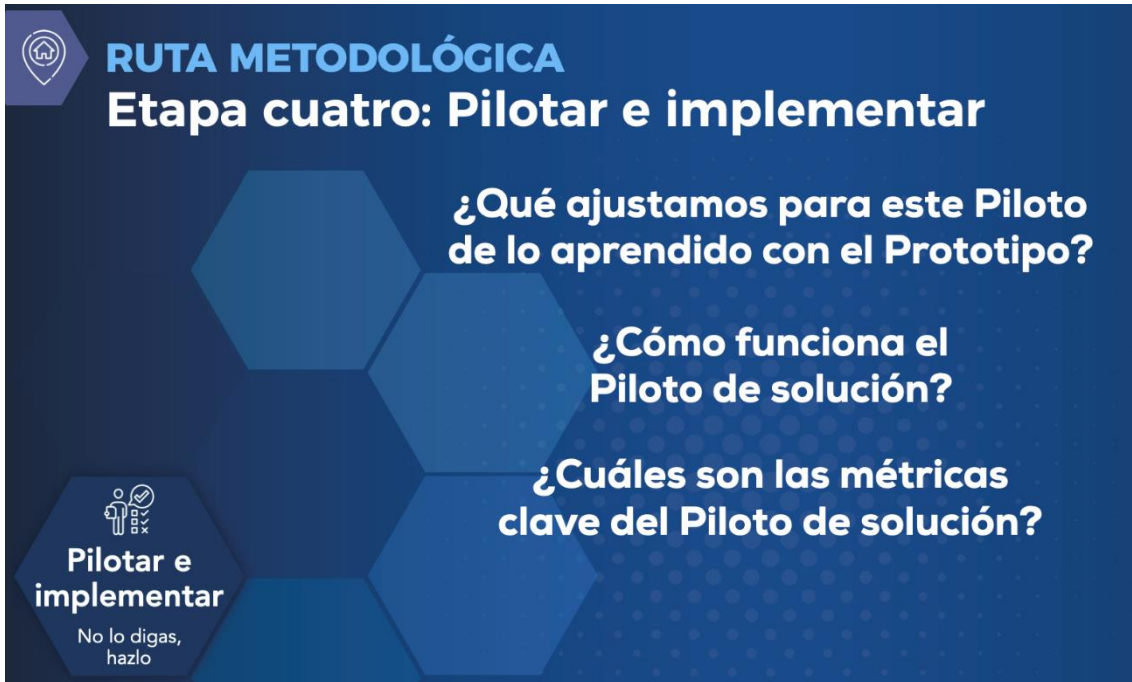 RUTA METODOLÓGICA
Etapa cuatro: Pilotar e implementar
¿Qué ajustamos para este Piloto
de lo aprendido con el Prototipo?
¿Cómo funciona el
Piloto de solución?
¿Cuáles son las métricas
clave del Piloto de solución?
Pilotar e
implementar
No lo digas,
hazlo